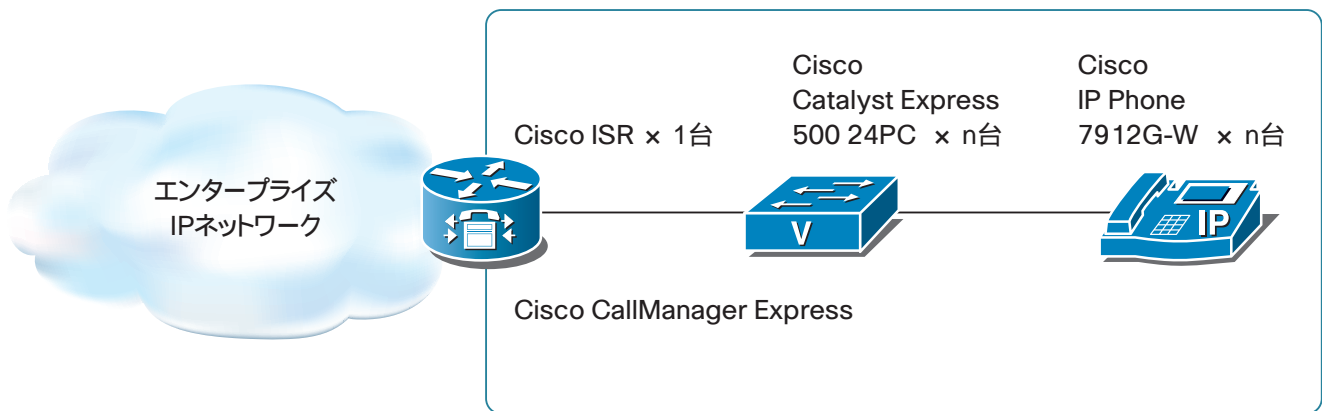 エンタープライズ
IPネットワーク
Cisco ISR × 1台
Cisco
Catalyst Express
500 24PC × n台
Cisco
IP Phone
7912G-W × n台
V
IP
Cisco CallManager Express